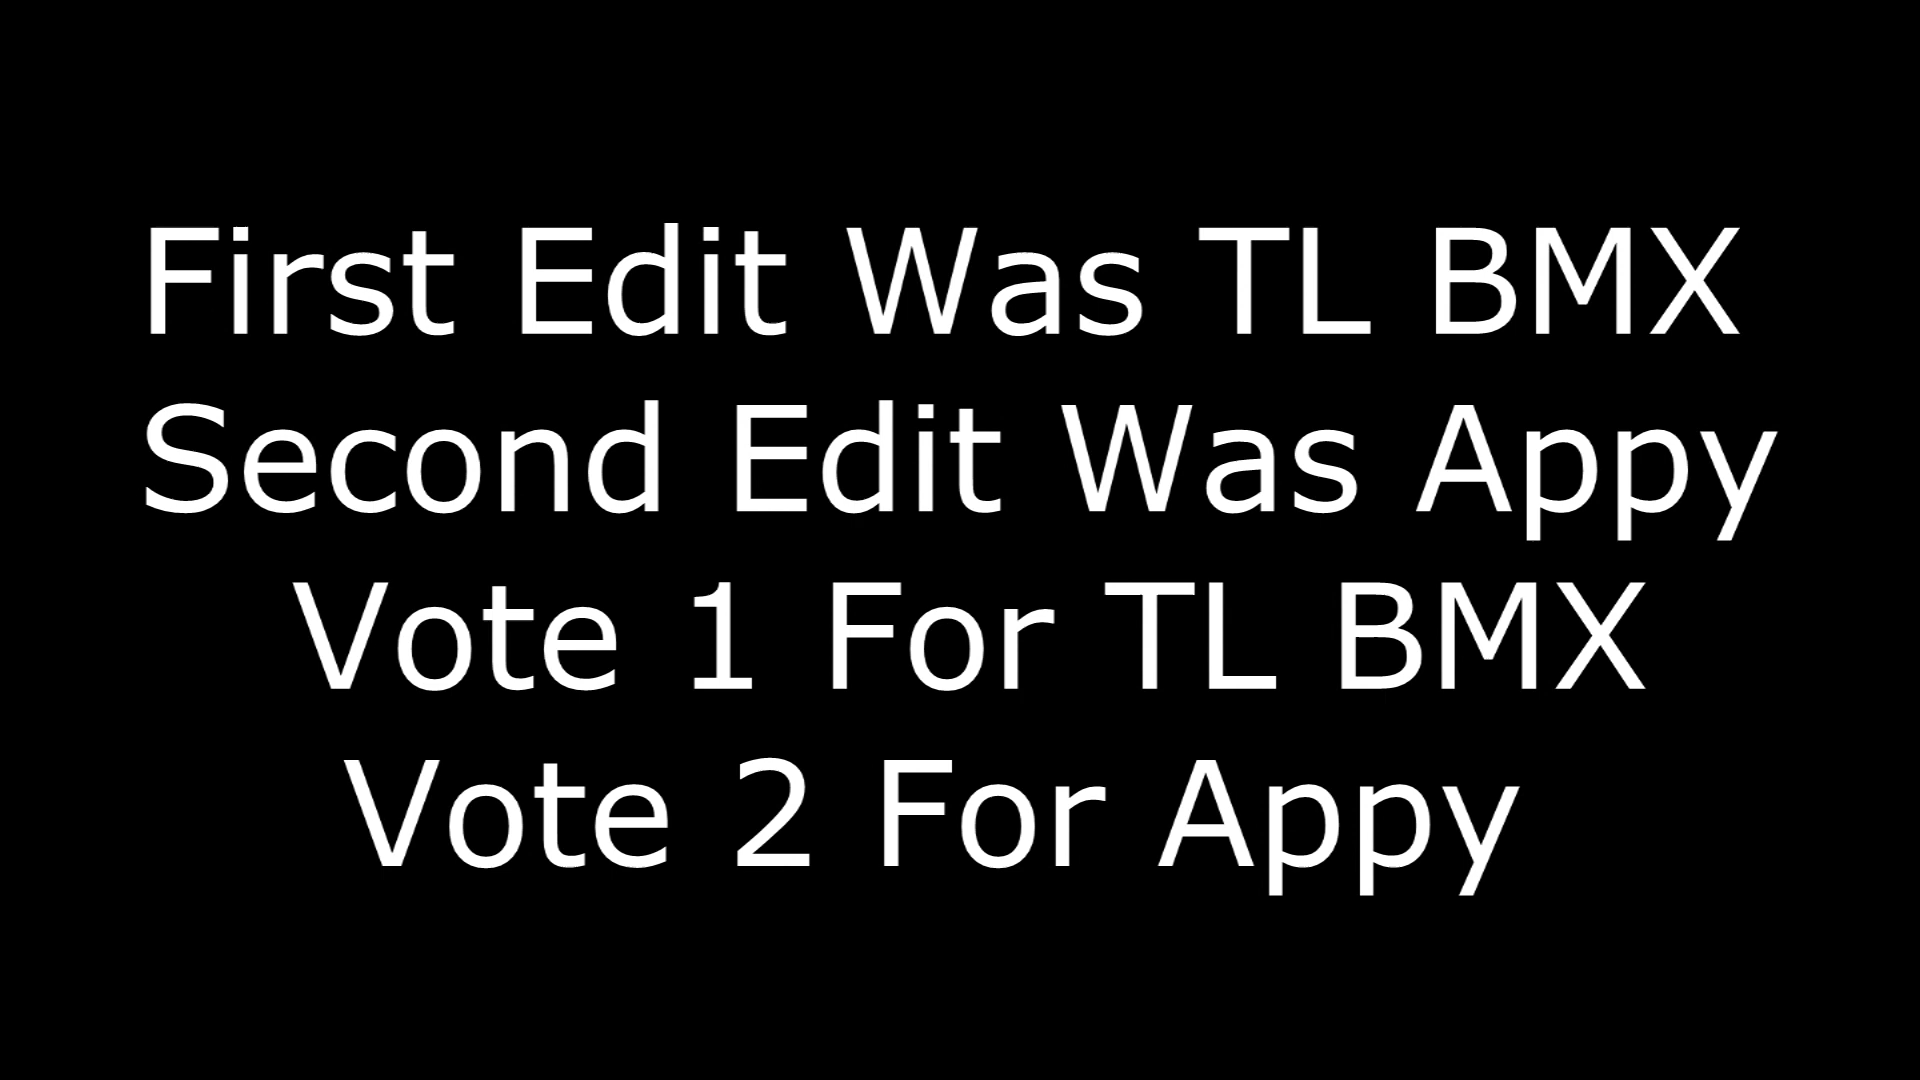 First Edit Was TL BMX
Second Edit Was Appy
Vote 1 For TL BMX
Vote 2 For Appy